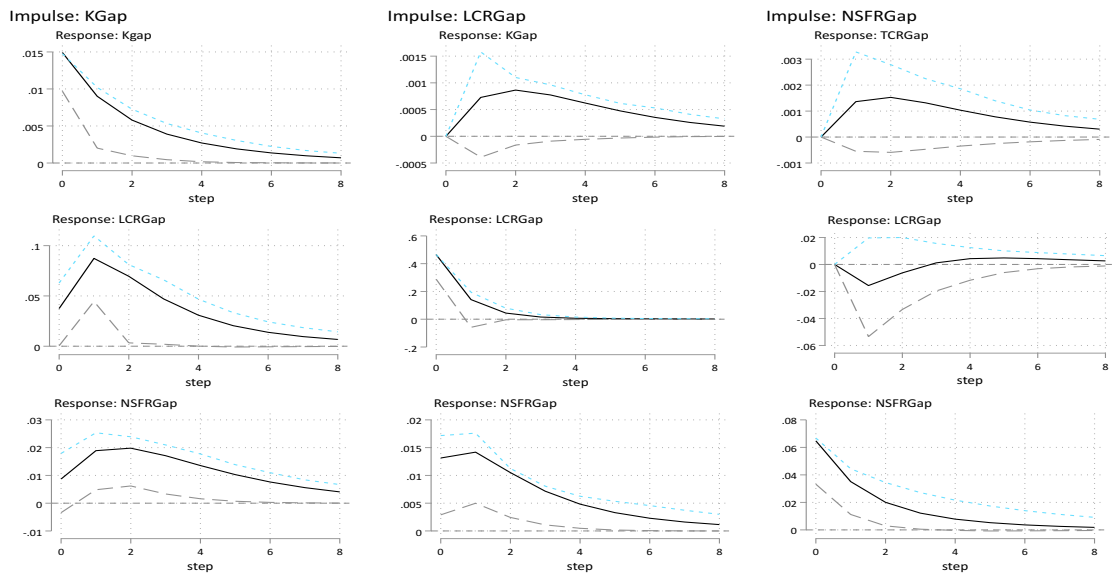 Impulse: KGap
Impulse: LCRGap
Impulse: NSFRGap
Response: Kgap
.015
.01
.005
0
0 2 4 6 8
step
Response: KGap
.0015
.001
.0005
0
-.0005
0 2 4 6 8
step
Response: TCRGap
.003
.002
.001
0
-.001
0 2 4 6 8
step
Response: LCRGap
.1
.05
0
0 2 4 6 8
step
Response: LCRGap
.6
.4
.2
0
-.2
0 2 4 6 8
step
Response: LCRGap
.02
0
-.02
-.04
-.06
0 2 4 6 8
step
Response: NSFRGap
.03
.02
.01
0
-.01
0 2 4 6 8
step
Response: NSFRGap
.02
.015
.01
.005
0
0 2 4 6 8
step
Response: NSFRGap
.08
.06
.04
.02
0
0 2 4 6 8
step